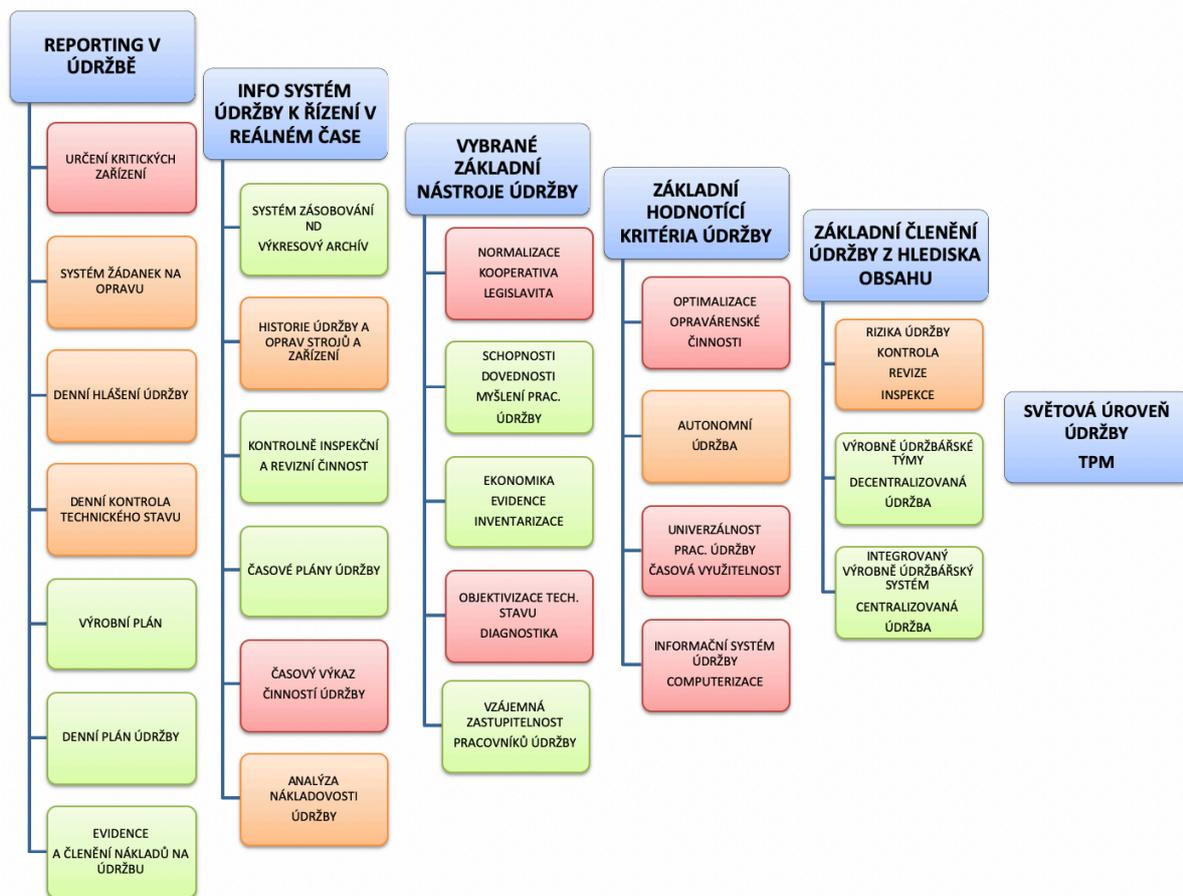 REPORTING V
ÚDRŽBĚ
URČENÍ KRITICKÝCH
ZAŘÍZENÍ
SYSTÉM ŽÁDANEK NA
OPRAVU
DENNÍ HLÁŠENÍ ÚDRŽBY
DENNÍ KONTROLA
TECHNICKÉHO STAVU
VÝROBNÍ PLÁN
DENNÍ PLÁN ÚDRŽBY
EVIDENCE
A ČLENĚNÍ NÁKLADŮ NA
ÚDRŽBU
INFO SYSTÉM
ÚDRŽBY K ŘÍZENÍ V
REÁLNÉM ČASE
SYSTÉM ZÁSOBOVÁNÍ
ND
VÝKRESOVÝ ARCHÍV
HISTORIE ÚDRŽBY A
OPRAV STROJŮ A
ZAŘÍZENÍ
KONTROLNĚ INSPEKČNÍ
A REVIZNÍ ČINNOST
ČASOVÉ PLÁNY ÚDRŽBY
ČASOVÝ VÝKAZ
ČINNOSTÍ ÚDRŽBY
ANALÝZA
NÁKLADOVOSTI
ÚDRŽBY
VYBRANÉ
ZÁKLADNÍ
NÁSTROJE ÚDRŽBY
NORMALIZACE
KOOPERATIVA
LEGISLAVITA
SCHOPNOSTI
DOVEDNOSTI
MYŠLENÍ PRAC.
ÚDRŽBY
EKONOMIKA
EVIDENCE
INVENTARIZACE
OBJEKTIVIZACE TECH.
STAVU
DIAGNOSTIKA
VZÁJEMNÁ
ZASTUPITELNOST
PRACOVNÍKŮ ÚDRŽBY
ZÁKLADNÍ
HODNOTÍCÍ
KRITÉRIA ÚDRŽBY
OPTIMALIZACE
OPRAVÁRENSKÉ
ČINNOSTI
AUTONOMNÍ
ÚDRŽBA
UNIVERZÁLNOST
PRAC. ÚDRŽBY
ČASOVÁ VYUŽITELNOST
INFORMAČNÍ SYSTÉM
ÚDRŽBY
COMPUTERIZACE
ZÁKLADNÍ ČLENĚNÍ
ÚDRŽBY Z HLEDISKA
OBSAHU
RIZIKA ÚDRŽBY
KONTROLA
REVIZE
INSPEKCE
VÝROBNĚ ÚDRŽBÁŘSKÉ
TÝMY
DECENTRALIZOVANÁ
ÚDRŽBA
INTEGROVANÝ
VÝROBNĚ ÚDRŽBÁŘSKÝ
SYSTÉM
CENTRALIZOVANÁ
ÚDRŽBA
SVĚTOVÁ ÚROVEŇ
ÚDRŽBY
TPM